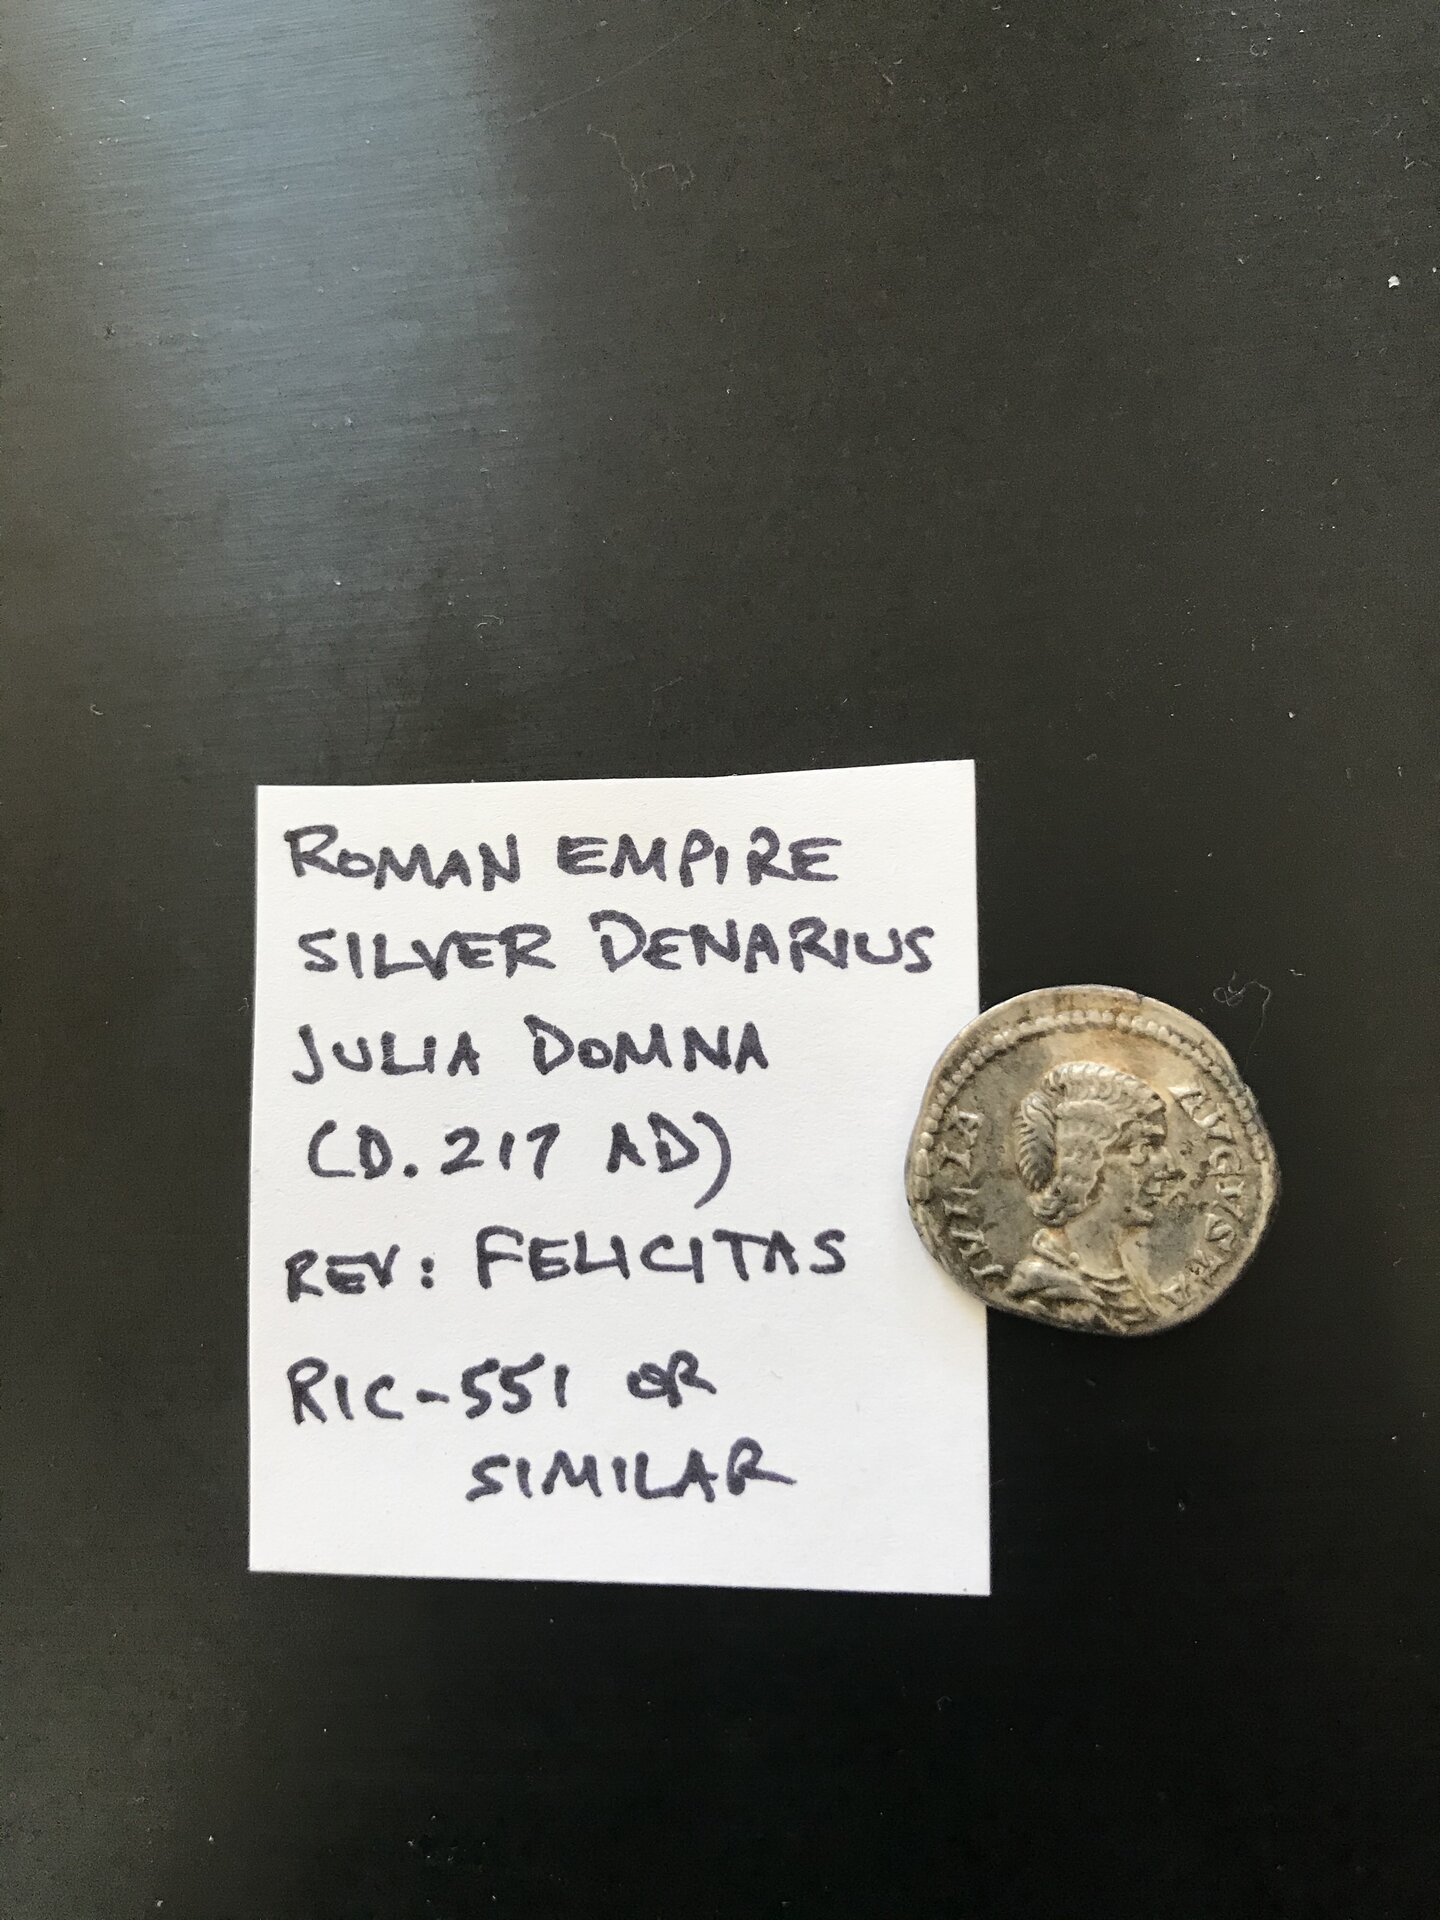 ROMAN EMPIRE
SILVER DENARIUS
JULIA DOMNA
(D. 217 AD)
REV: FELICITAS
RIC-551 OR
SIMILAR
IVLIA AVGVSTA